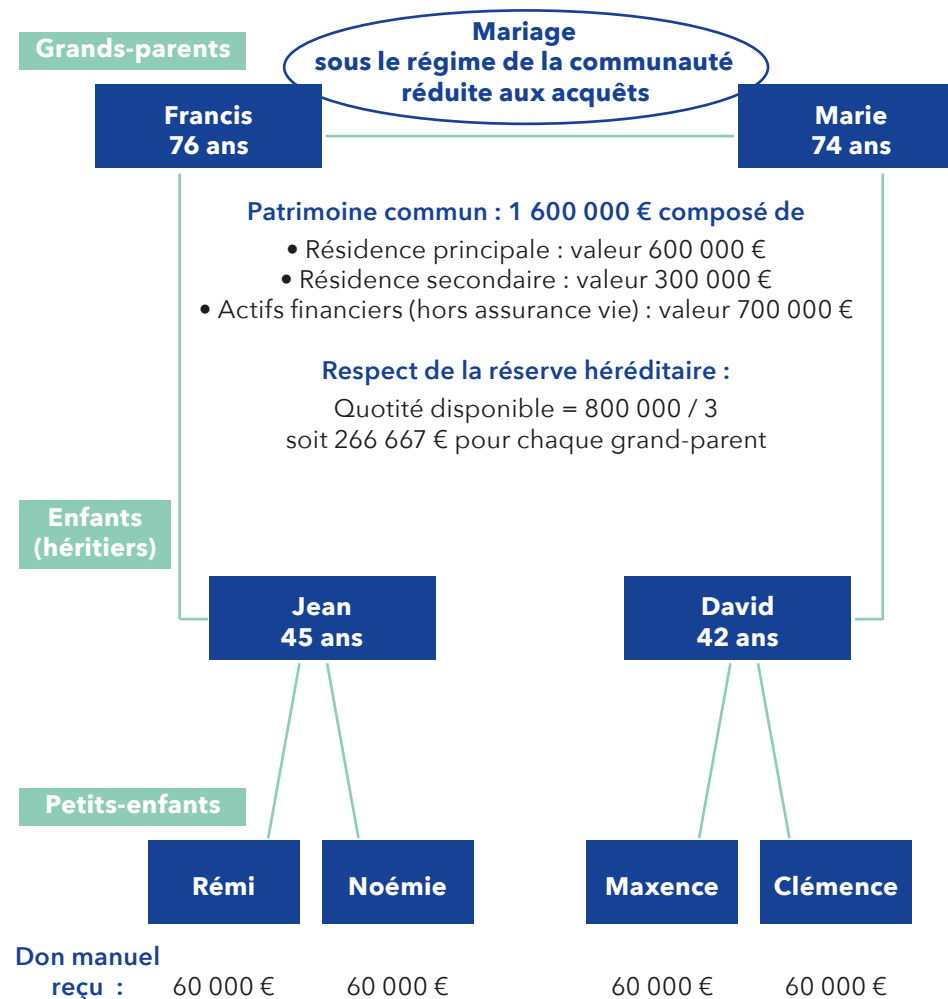 Grands-parents
Mariage
sous le régime de la communauté
réduite aux acquêts
Francis
76 ans
Marie
74 ans
Patrimoine commun : 1 600 000 € composé de
• Résidence principale : valeur 600 000 €
• Résidence secondaire : valeur 300 000 €
• Actifs financiers (hors assurance vie) : valeur 700 000 €
Respect de la réserve héréditaire :
Quotité disponible = 800 000 / 3
soit 266 667 € pour chaque grand-parent
Enfants
(héritiers)
Jean
45 ans
David
42 ans
Petits-enfants
Rémi
Noémie
Maxence
Clémence
Don manuel
reçu : 60 000 € 60 000 € 60 000 € 60 000 €